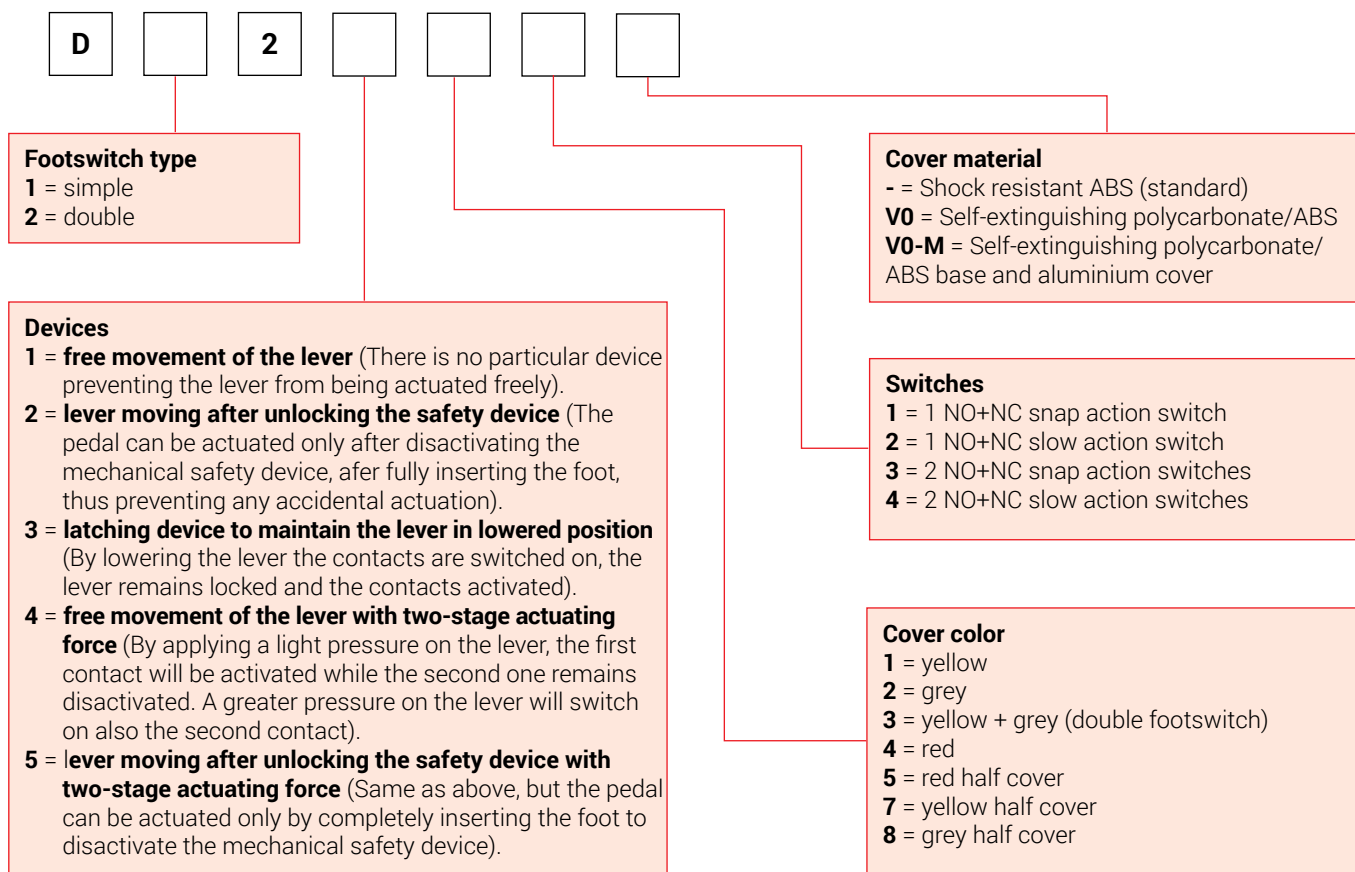 D 2
Footswitch type
1 = simple
2 = double
Devices
1 = free movement of the lever (There is no particular device
preventing the lever from being actuated freely).
2 = lever moving after unlocking the safety device (The
pedal can be actuated only after disactivating the
mechanical safety device, afer fully inserting the foot,
thus preventing any accidental actuation).
3 = latching device to maintain the lever in lowered position
(By lowering the lever the contacts are switched on, the
lever remains locked and the contacts activated).
4 = free movement of the lever with two-stage actuating
force (By applying a light pressure on the lever, the first
contact will be activated while the second one remains
disactivated. A greater pressure on the lever will switch
on also the second contact).
5 = lever moving after unlocking the safety device with
two-stage actuating force (Same as above, but the pedal
can be actuated only by completely inserting the foot to
disactivate the mechanical safety device).
Cover material
- = Shock resistant ABS (standard)
V0 = Self-extinguishing polycarbonate/ABS
V0-M = Self-extinguishing polycarbonate/
ABS base and aluminium cover
Switches
1 = 1 NO+NC snap action switch
2 = 1 NO+NC slow action switch
3 = 2 NO+NC snap action switches
4 = 2 NO+NC slow action switches
Cover color
1 = yellow
2 = grey
3 = yellow + grey (double footswitch)
4 = red
5 = red half cover
7 = yellow half cover
8 = grey half cover